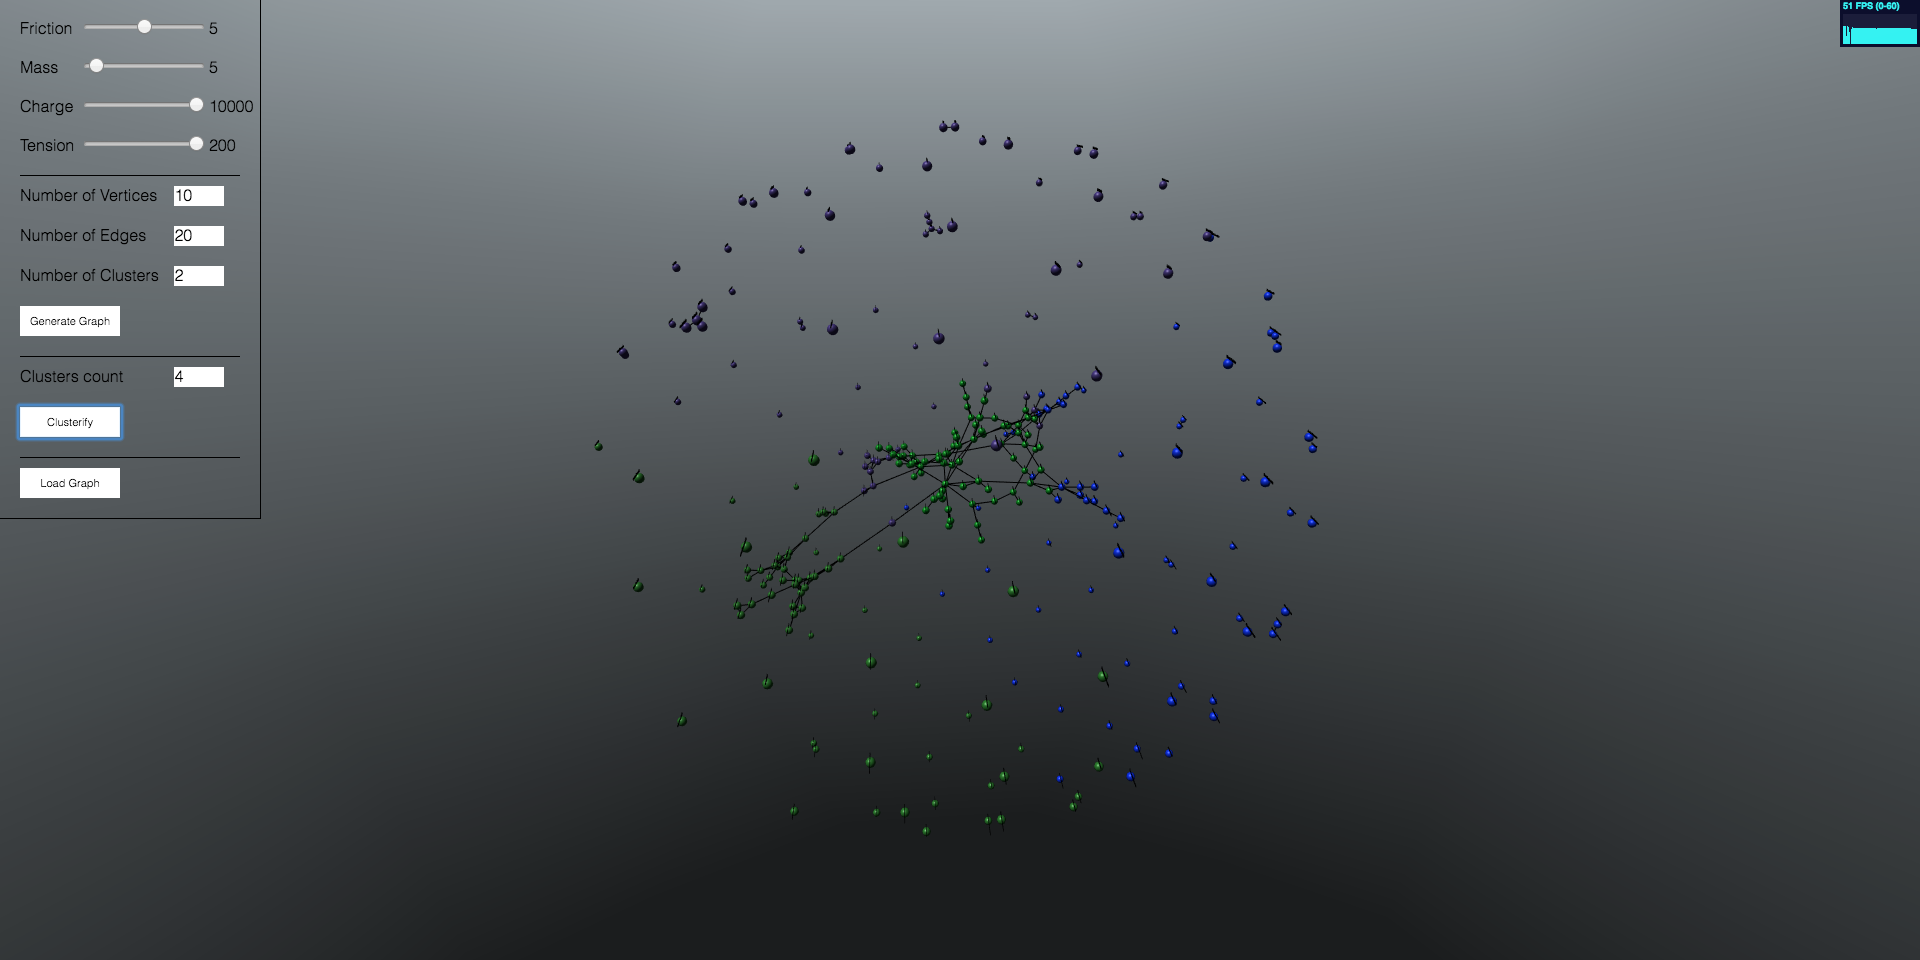 Friction 5
51 FPS (0-60)
Mass 5
Charge 10000
Tension 200
Number of Vertices 10
Number of Edges 20
Number of Clusters 2
Generate Graph
Clusters count 4
Clusterify
Load Graph